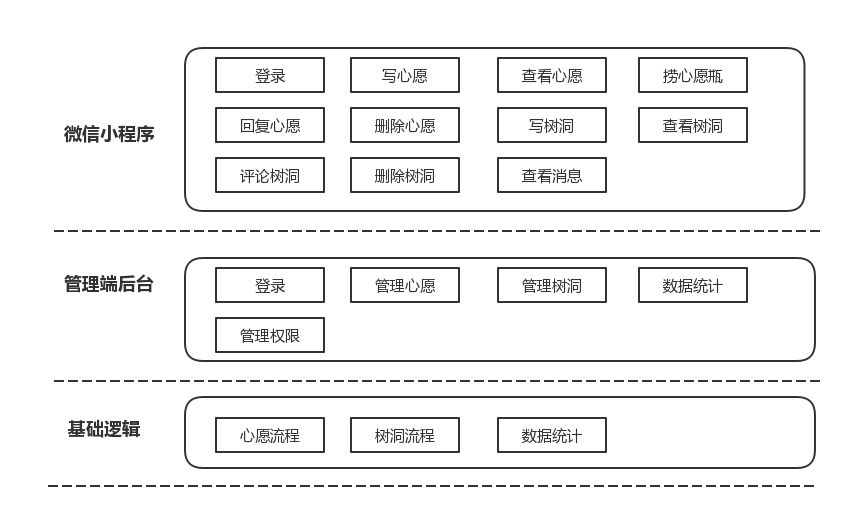 微信小程序
登录 写心愿 查看心愿 捞心愿瓶
回复心愿 删除心愿 写树洞 查看树洞
评论树洞 删除树洞 查看消息
管理端后台
登录 管理心愿 管理树洞 数据统计
管理权限
基础逻辑
心愿流程 树洞流程 数据统计